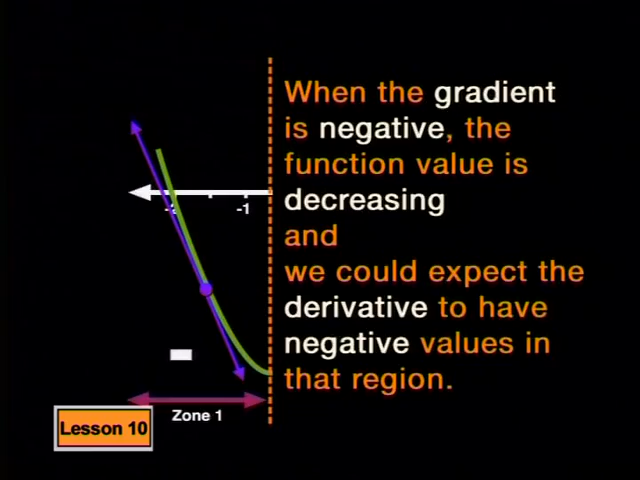 When the gradient
is negative, the
function value is
decreasing
and
we could expect the
derivative to have
negative values in
that region.
-2
-1
Zone 1
Lesson 10